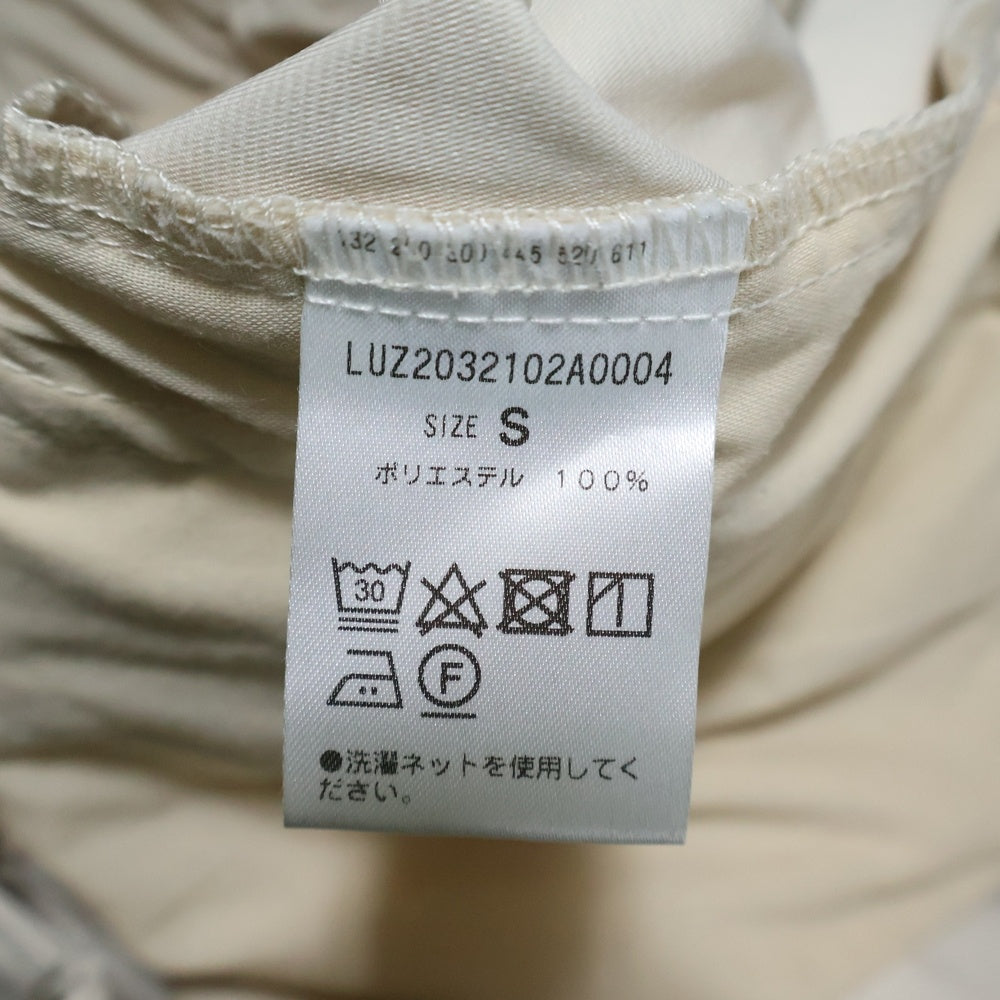 LUZ2032102A0004
SIZE S
ポリエステル 100%
30
F
●洗濯ネットを使用してく
ださい。